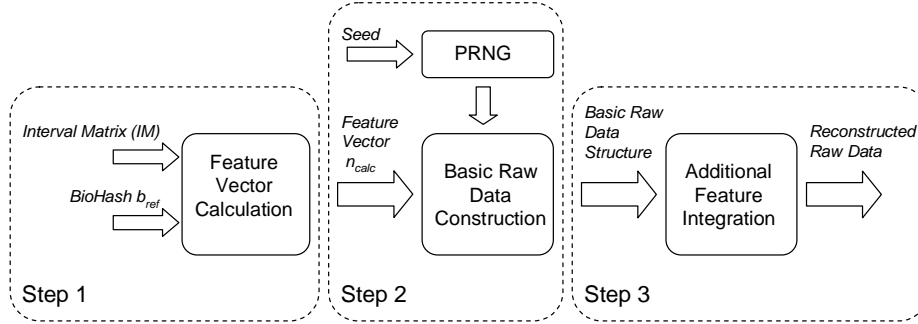 Interval Matrix (IM)
BioHash b_ref
Feature
Vector
Calculation
Step 1
Seed
PRNG
Feature
Vector
n_calc
Basic Raw
Data
Construction
Step 2
Basic Raw
Data
Structure
Additional
Feature
Integration
Reconstructed
Raw Data
Step 3